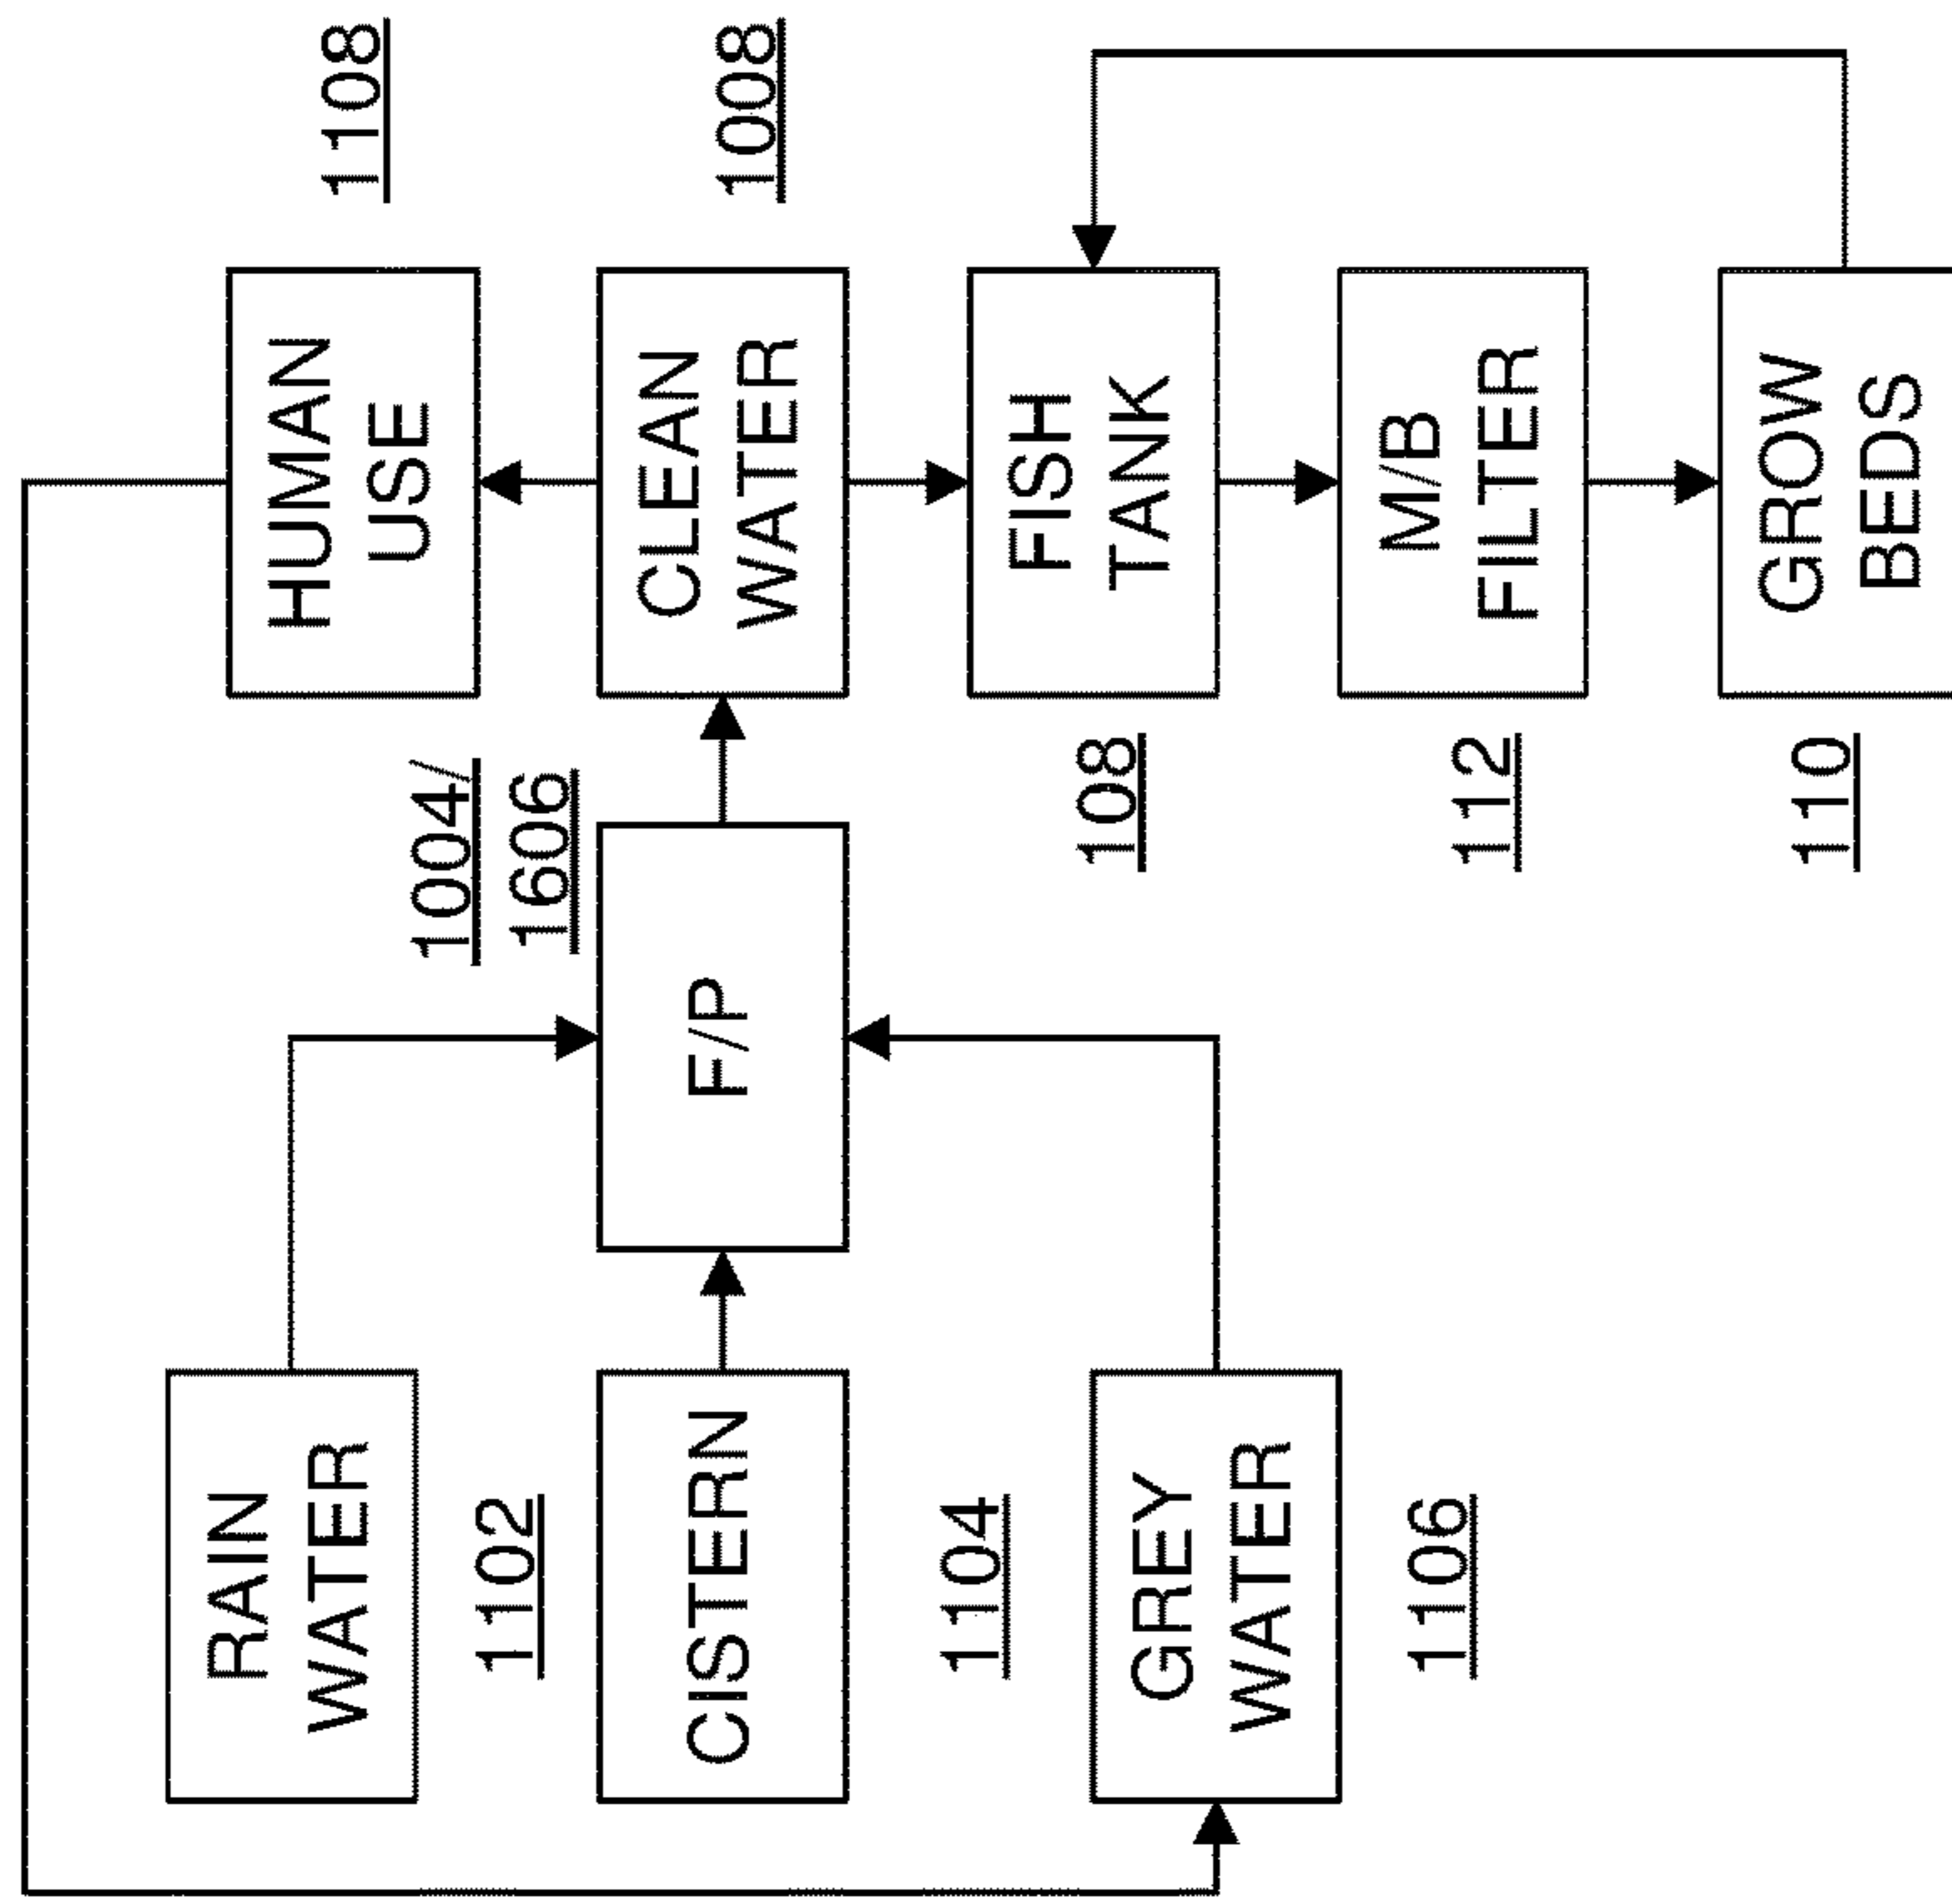 RAIN
WATER
1102
CISTERN
1104
GREY
WATER
1106
1004/
1606
F/P
HUMAN
USE
1108
CLEAN
WATER
1008
FISH
TANK
108
M/B
FILTER
112
GROW
BEDS
110